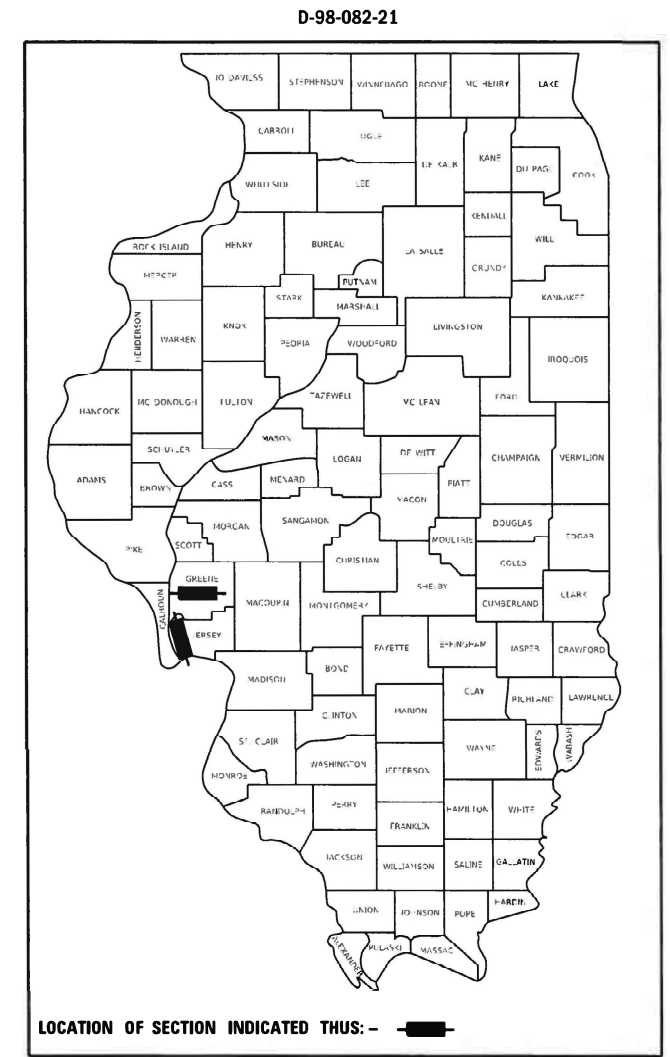 D-98-082-21
JO DAVIESS STEPHENSON WINNEBAGO BOONE MC HENRY LAKE
CARROLL OGLE
DE KALB KANE DU PAGE COOK
WHITESIDE LEE
KENDALL
ROCK ISLAND HENRY BUREAU LA SALLE WILL
MERCER PUTNAM GRUNDY
STARK MARSHALL KANKAKEE
HENDERSON WARREN KNOX PEORIA WOODFORD LIVINGSTON
IROQUOIS
HANCOCK MC DONOUGH FULTON TAZEWELL MC LEAN FORD
MASON
SCHUYLER LOGAN DE WITT CHAMPAIGN VERMILION
ADAMS BROWN CASS MENARD PIATT
MACON
PIKE SCOTT MORGAN SANGAMON DOUGLAS
MOULTRIE EDGAR
CHRISTIAN COLES
GREENE SHELBY
CALHOUN MACOUPIN MONTGOMERY CUMBERLAND CLARK
ERSEY FAYETTE EFFINGHAM JASPER CRAWFORD
MADISON BOND
CLAY RICHLAND LAWRENCE
CLINTON MARION
ST. CLAIR WAYNE EDWARDS WABASH
MONROE WASHINGTON JEFFERSON
RANDOLPH PERRY HAMILTON WHITE
FRANKLIN
JACKSON WILLIAMSON SALINE GALLATIN
UNION JOHNSON POPE HARDIN
ALEXANDER PULASKI MASSAC
LOCATION OF SECTION INDICATED THUS: –